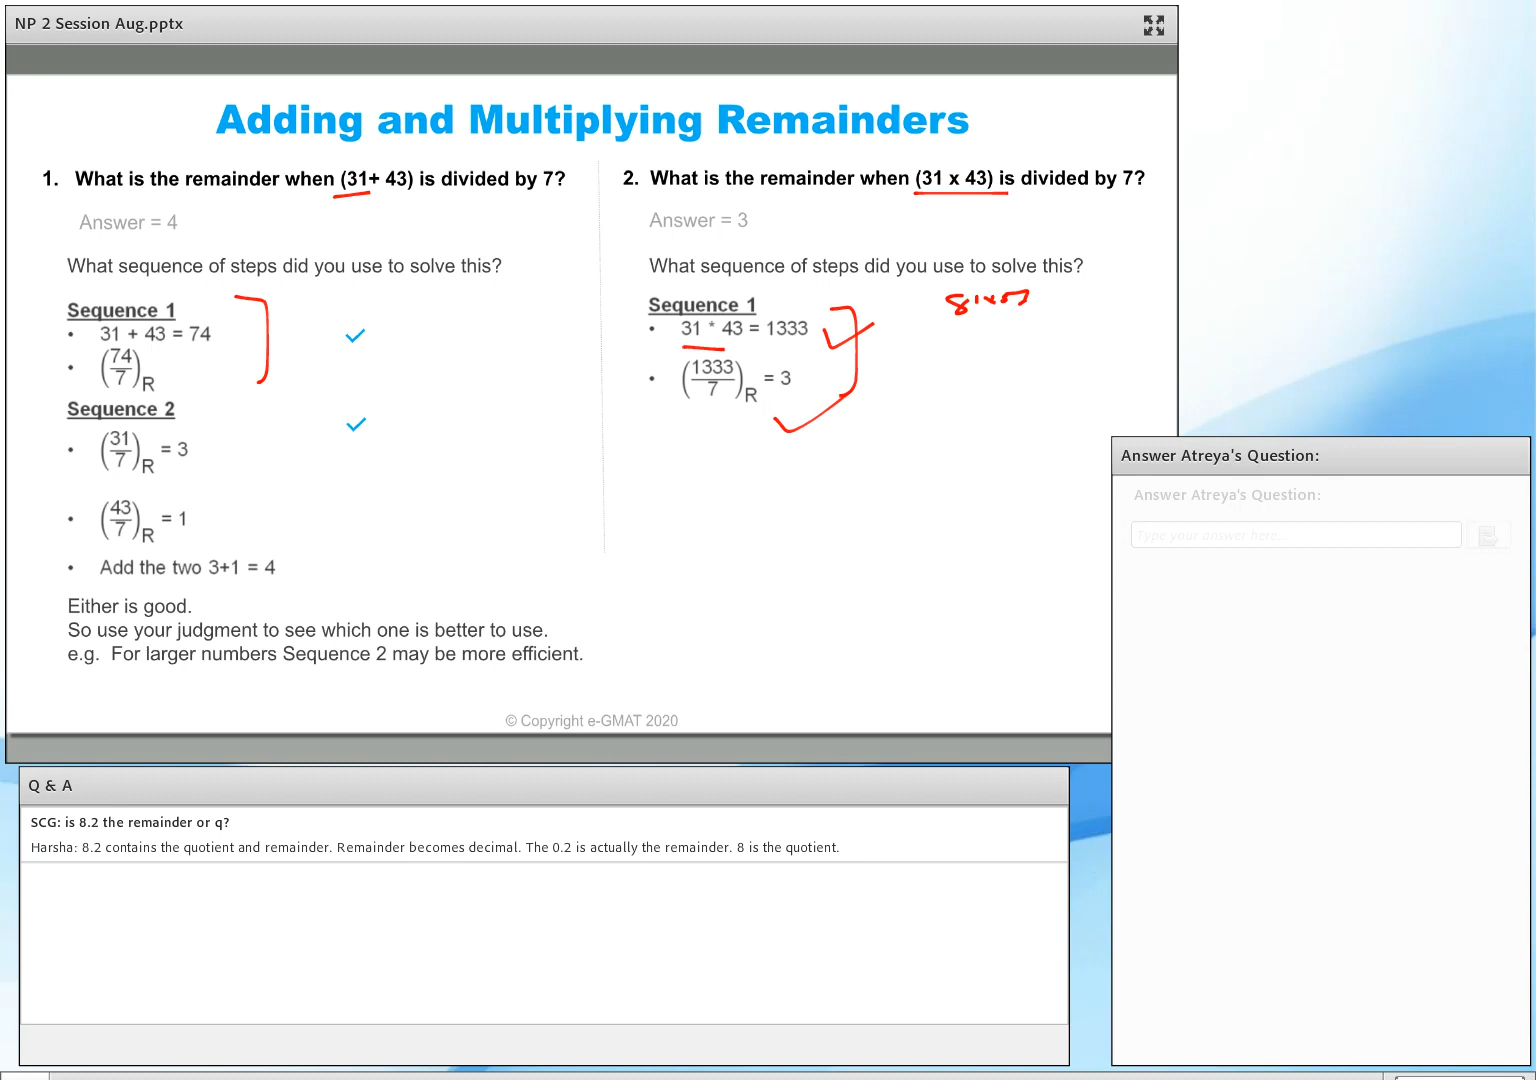 NP 2 Session Aug.pptx
Adding and Multiplying Remainders
1. What is the remainder when (31+ 43) is divided by 7?
Answer = 4
What sequence of steps did you use to solve this?
Sequence 1
• 31 + 43 = 74
• (74/7)R
Sequence 2
• (31/7)R = 3
• (43/7)R = 1
• Add the two 3+1 = 4
Either is good.
So use your judgment to see which one is better to use.
e.g. For larger numbers Sequence 2 may be more efficient.
2. What is the remainder when (31 x 43) is divided by 7?
Answer = 3
What sequence of steps did you use to solve this?
Sequence 1
• 31 * 43 = 1333
• (1333/7)R = 3
© Copyright e-GMAT 2020
Answer Atreya's Question:
Answer Atreya's Question:
Type your answer here...
Q & A
SCG: is 8.2 the remainder or q?
Harsha: 8.2 contains the quotient and remainder. Remainder becomes decimal. The 0.2 is actually the remainder. 8 is the quotient.